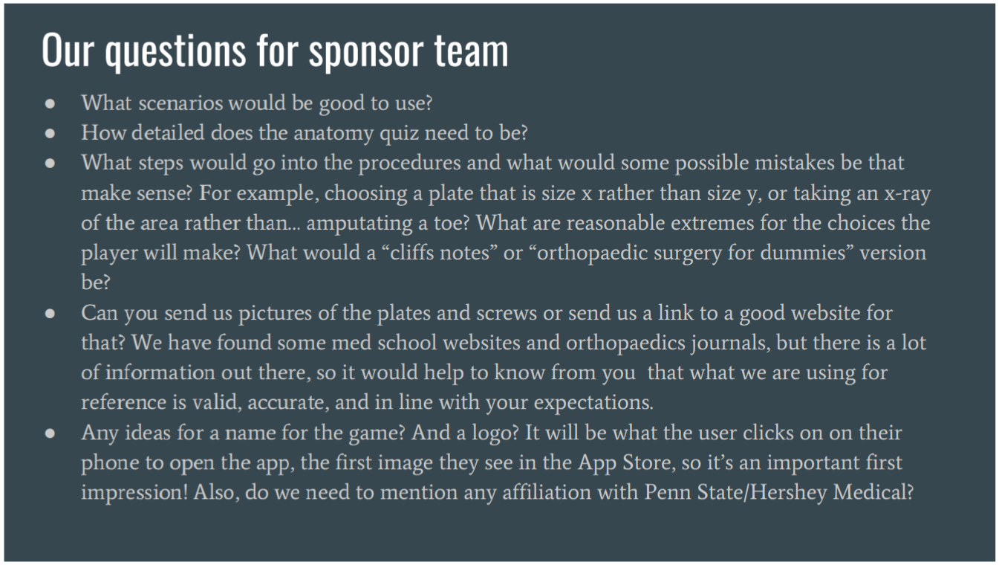 Our questions for sponsor team
● What scenarios would be good to use?
● How detailed does the anatomy quiz need to be?
● What steps would go into the procedures and what would some possible mistakes be that
make sense? For example, choosing a plate that is size x rather than size y, or taking an x-ray
of the area rather than... amputating a toe? What are reasonable extremes for the choices the
player will make? What would a “cliffs notes” or “orthopaedic surgery for dummies” version
be?
● Can you send us pictures of the plates and screws or send us a link to a good website for
that? We have found some med school websites and orthopaedics journals, but there is a lot
of information out there, so it would help to know from you  that what we are using for
reference is valid, accurate, and in line with your expectations.
● Any ideas for a name for the game? And a logo? It will be what the user clicks on on their
phone to open the app, the first image they see in the App Store, so it’s an important first
impression! Also, do we need to mention any affiliation with Penn State/Hershey Medical?